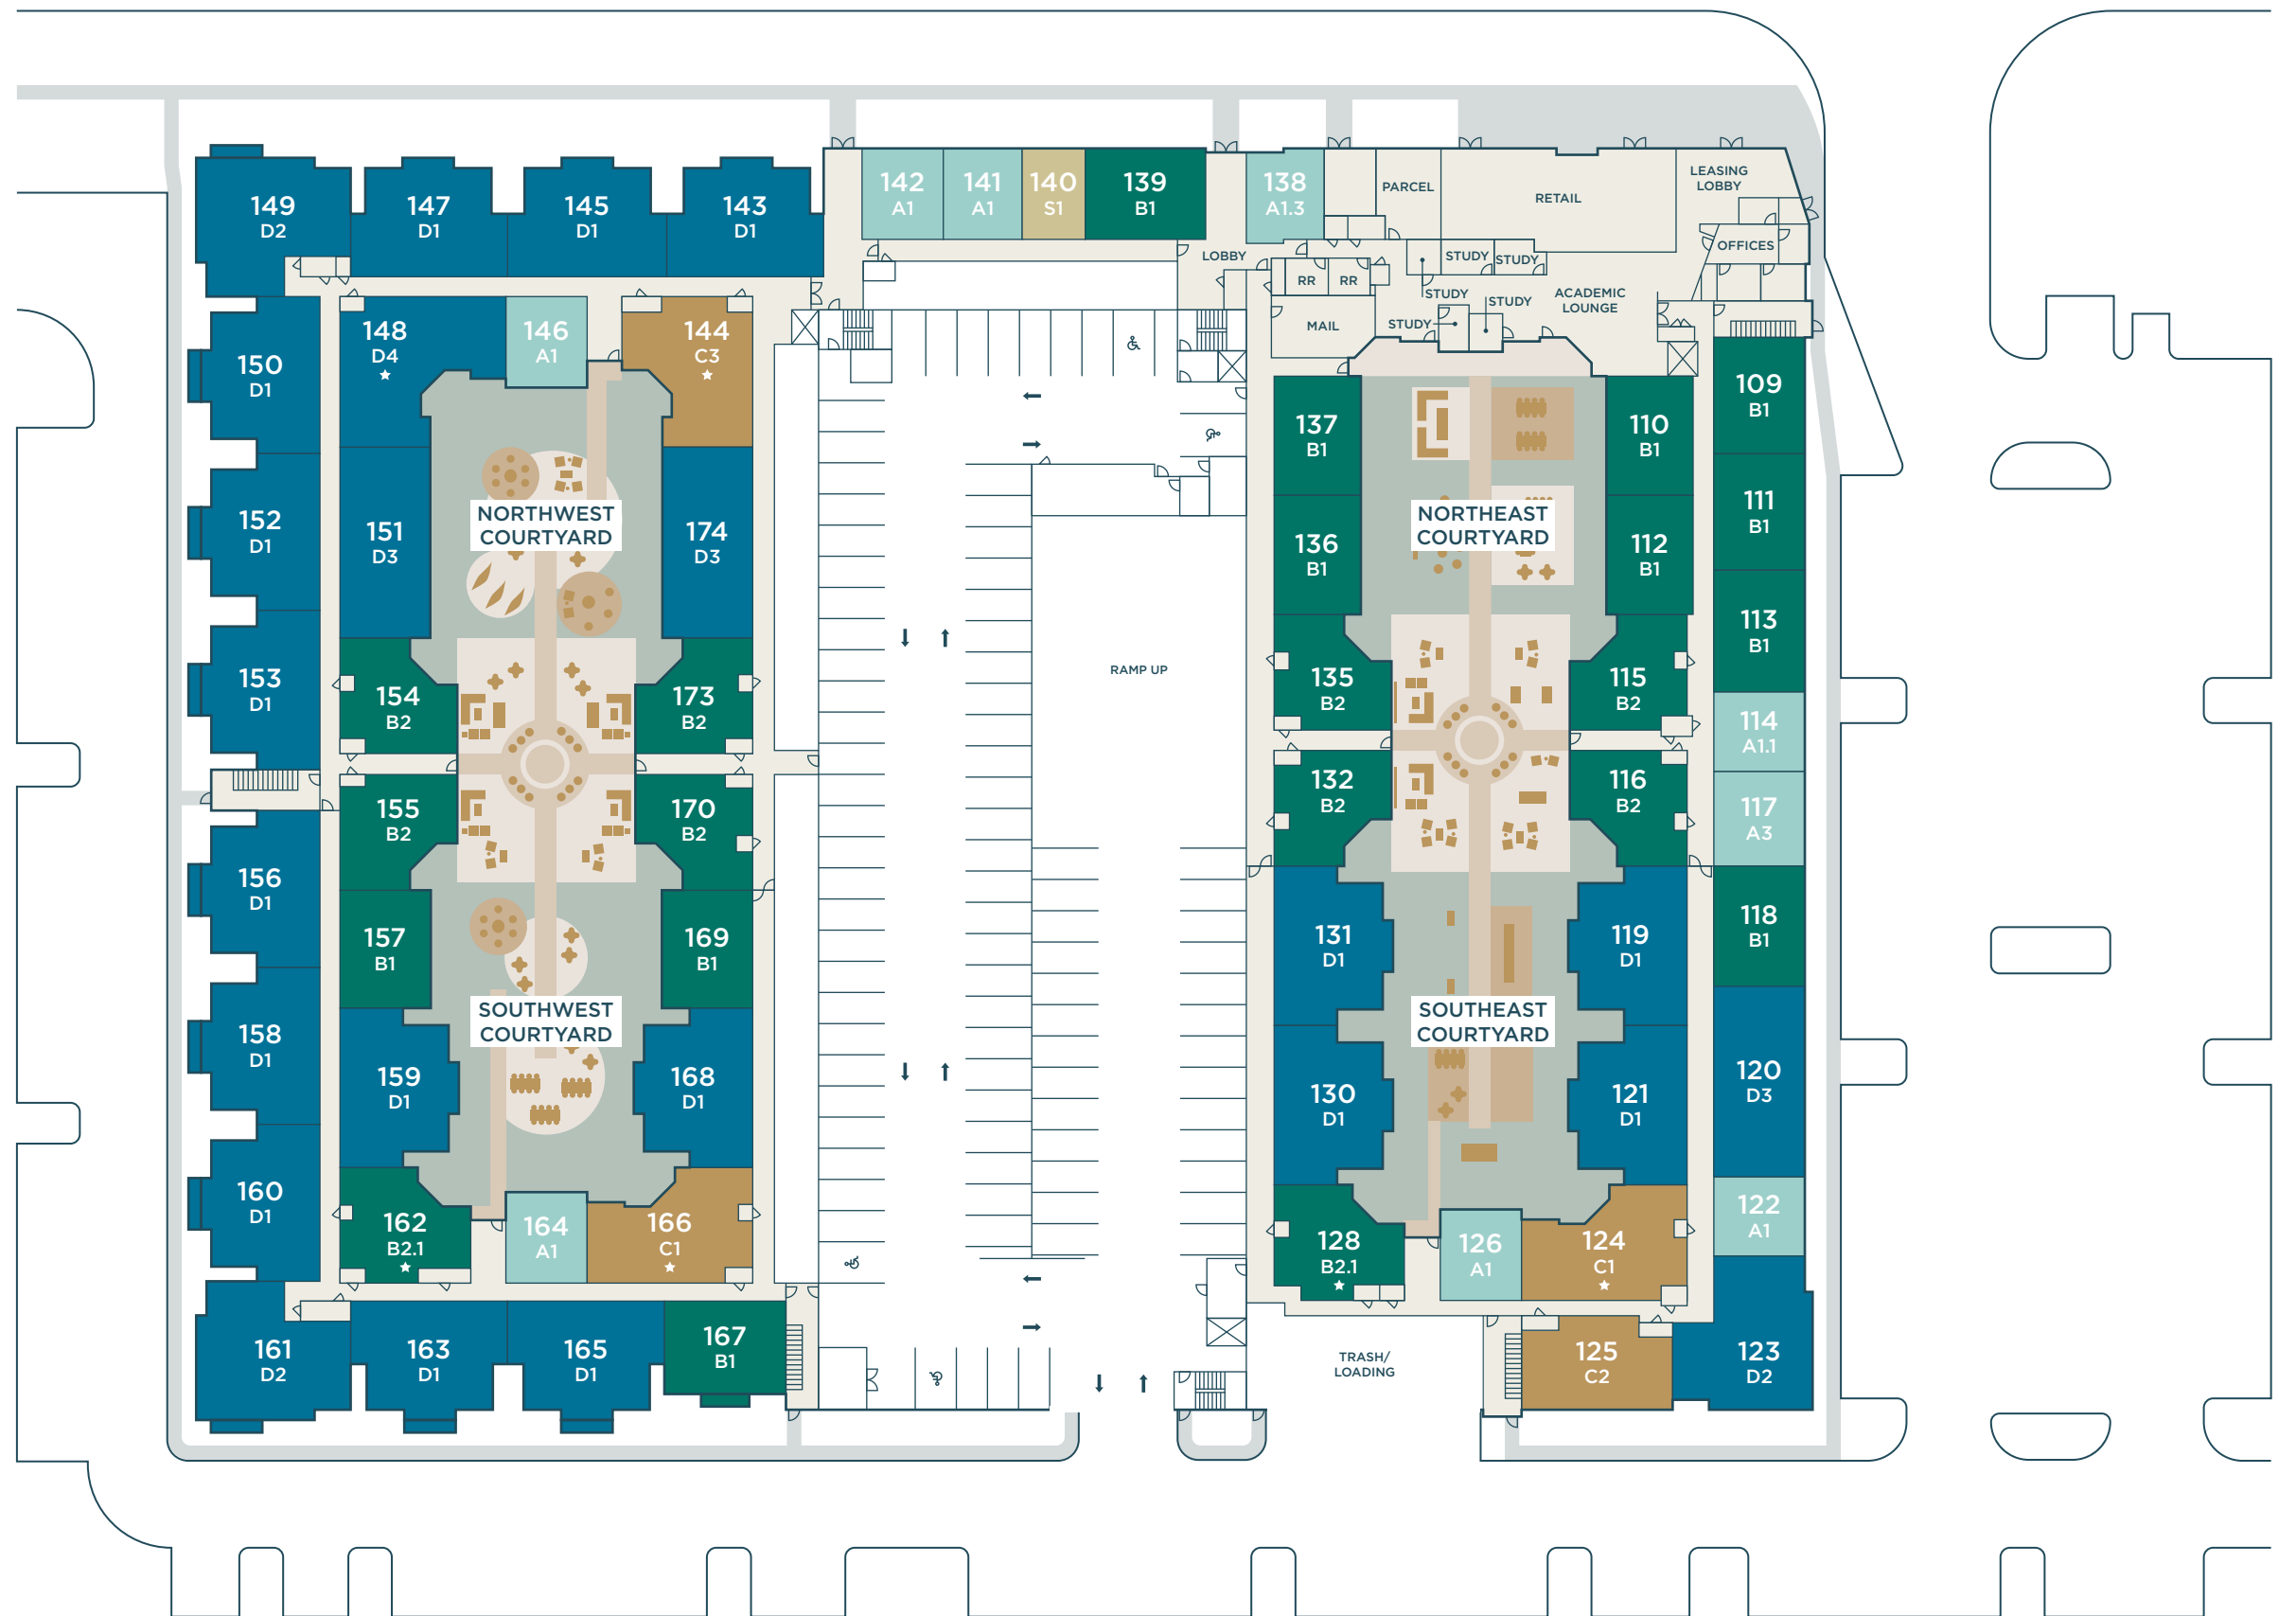 149
D2
147
D1
145
D1
143
D1
142
A1
141
A1
140
S1
139
B1
138
A1.3
PARCEL
RETAIL
LEASING
LOBBY
OFFICES
LOBBY
RR
RR
STUDY
STUDY
STUDY
STUDY
STUDY
ACADEMIC
LOUNGE
MAIL
150
D1
148
D4
146
A1
144
C3
152
D1
151
D3
NORTHWEST
COURTYARD
174
D3
153
D1
154
B2
173
B2
155
B2
170
B2
156
D1
157
B1
169
B1
158
D1
SOUTHWEST
COURTYARD
159
D1
168
D1
160
D1
162
B2.1
164
A1
166
C1
161
D2
163
D1
165
D1
167
B1
RAMP UP
137
B1
110
B1
109
B1
136
B1
NORTHEAST
COURTYARD
112
B1
111
B1
113
B1
135
B2
115
B2
114
A1.1
132
B2
116
B2
117
A3
131
D1
119
D1
118
B1
SOUTHEAST
COURTYARD
130
D1
121
D1
120
D3
128
B2.1
126
A1
124
C1
122
A1
TRASH/
LOADING
125
C2
123
D2